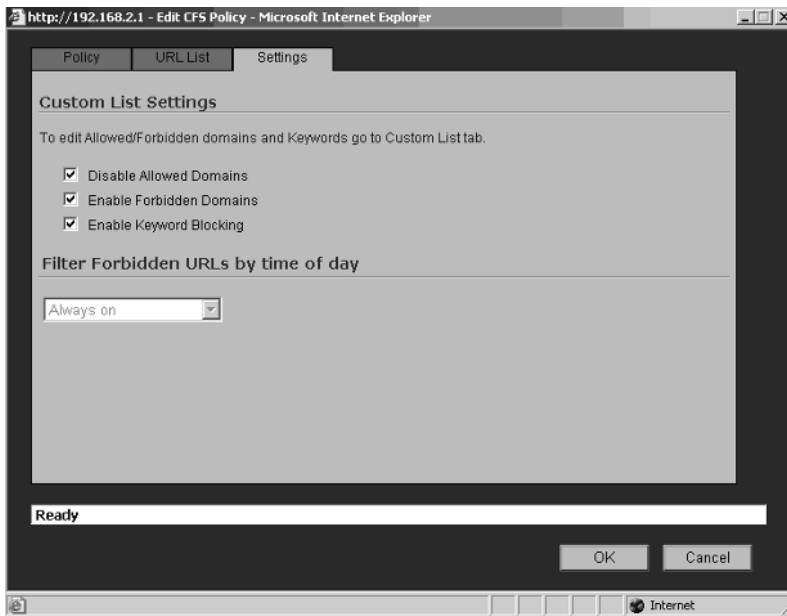 http://192.168.2.1 - Edit CFS Policy - Microsoft Internet Explorer
Policy URL List Settings
Custom List Settings
To edit Allowed/Forbidden domains and Keywords go to Custom List tab.
Disable Allowed Domains
Enable Forbidden Domains
Enable Keyword Blocking
Filter Forbidden URLs by time of day
Always on
Ready
OK Cancel
Internet